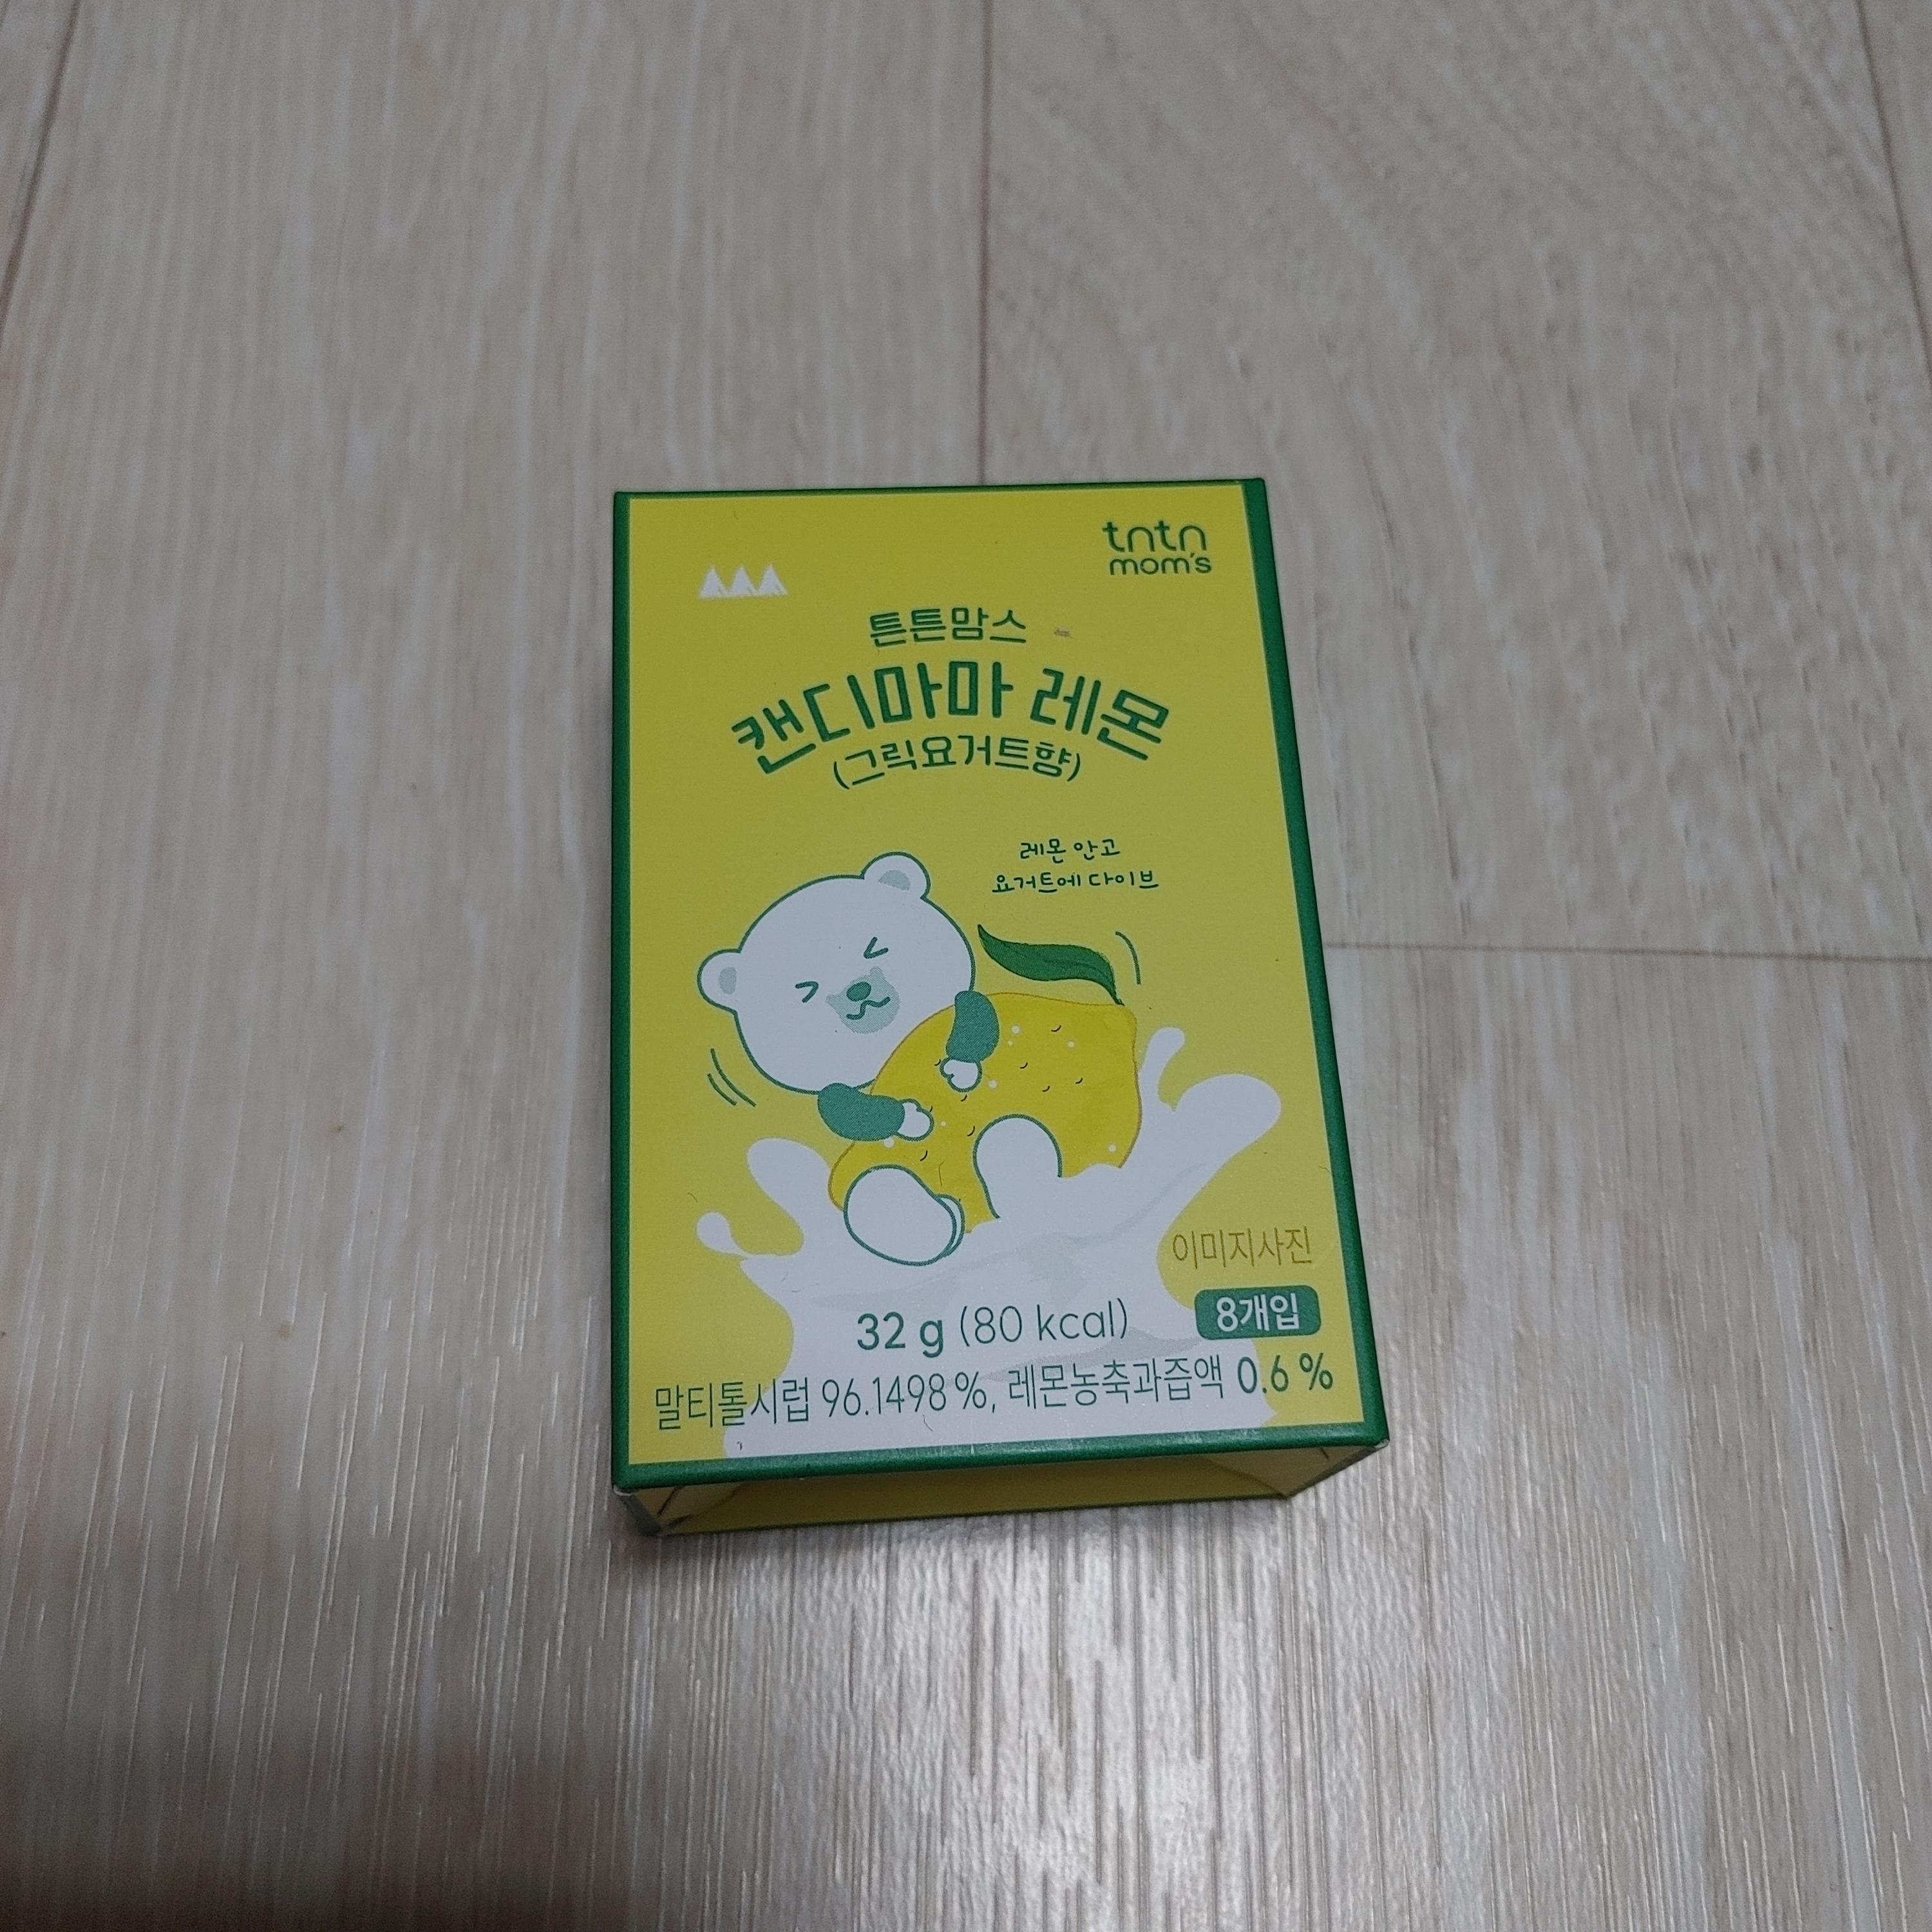 tntn
mom's
튼튼맘스
캔디마마 레몬
(그릭요거트향)
레몬 안고
요거트에 다이브
이미지사진
32 g (80 kcal)
8개입
말티톨시럽 96.1498 %, 레몬농축과즙액 0.6 %